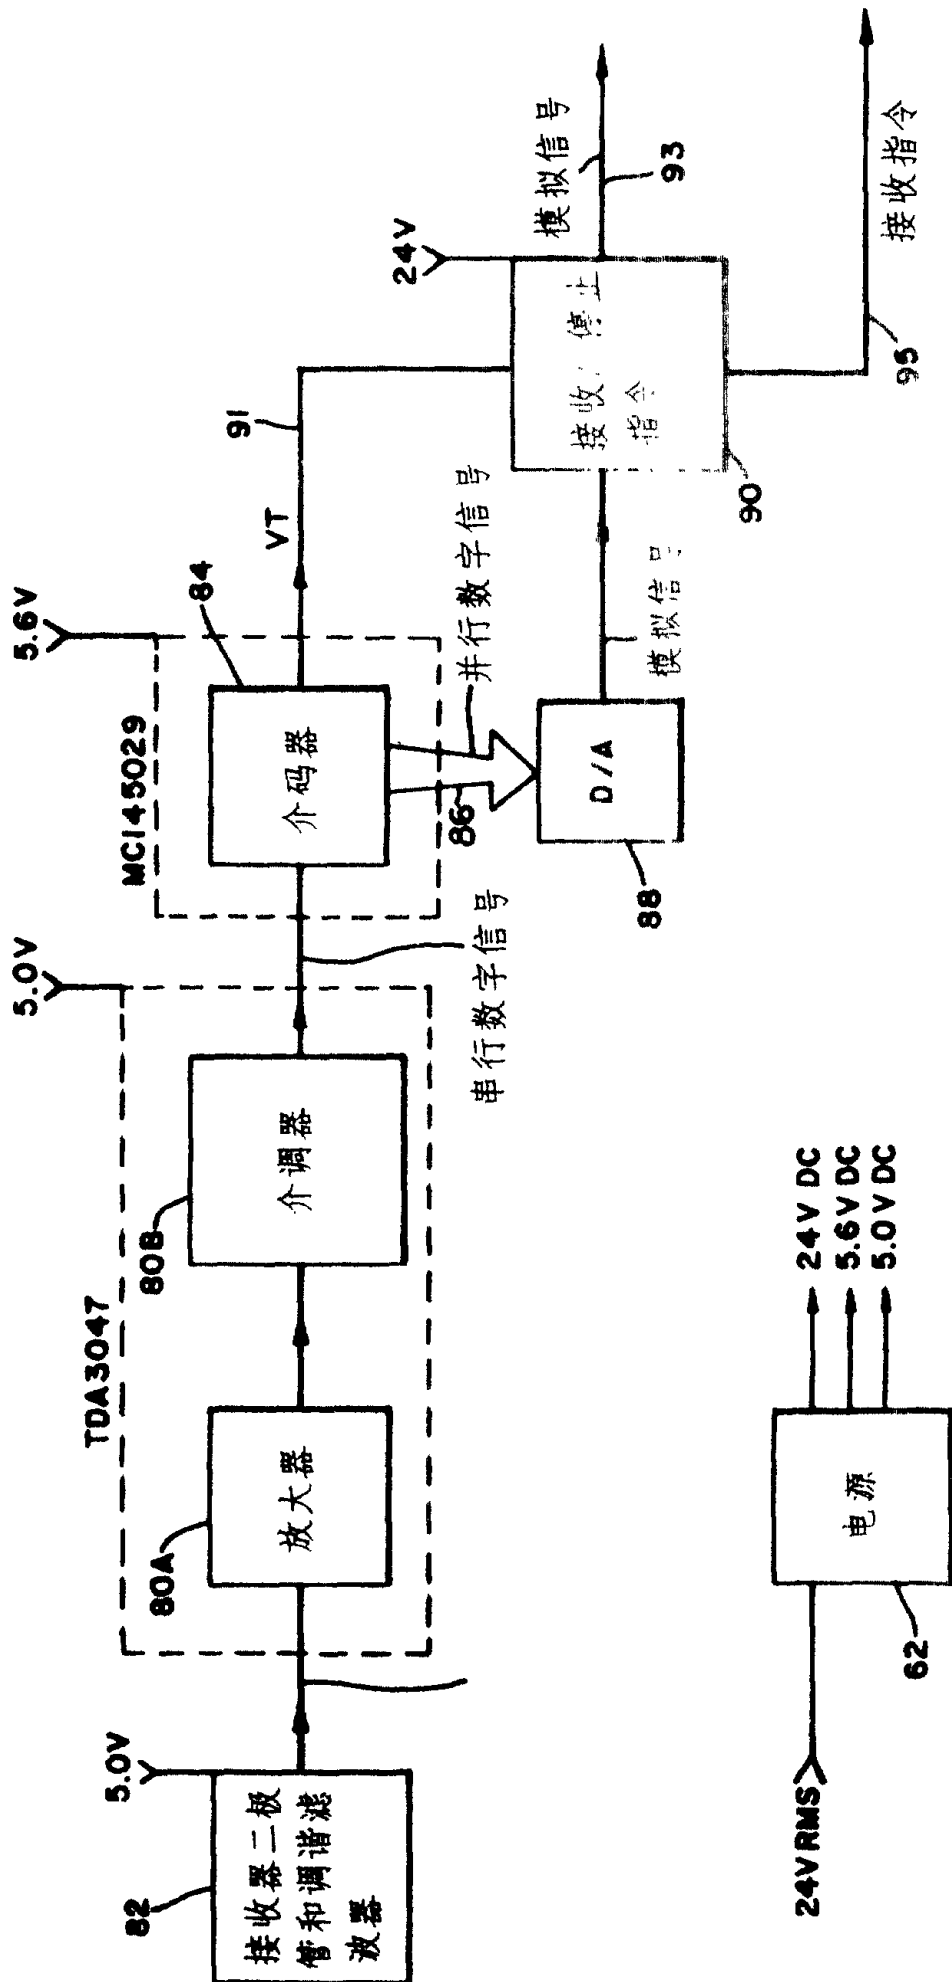 82
5.0V
接收器二极
管和调谐滤
波器
TDA3047
80A
放大器
80B
介调器
5.0V
串行数字信号
MC145029
5.6V
84
介码器
VT
91
86
并行数字信号
D/A
88
模拟信号
24V
接收 停止
指令
90
模拟信号
93
95
接收指令
24VRMS
电源
62
24V DC
5.6V DC
5.0V DC